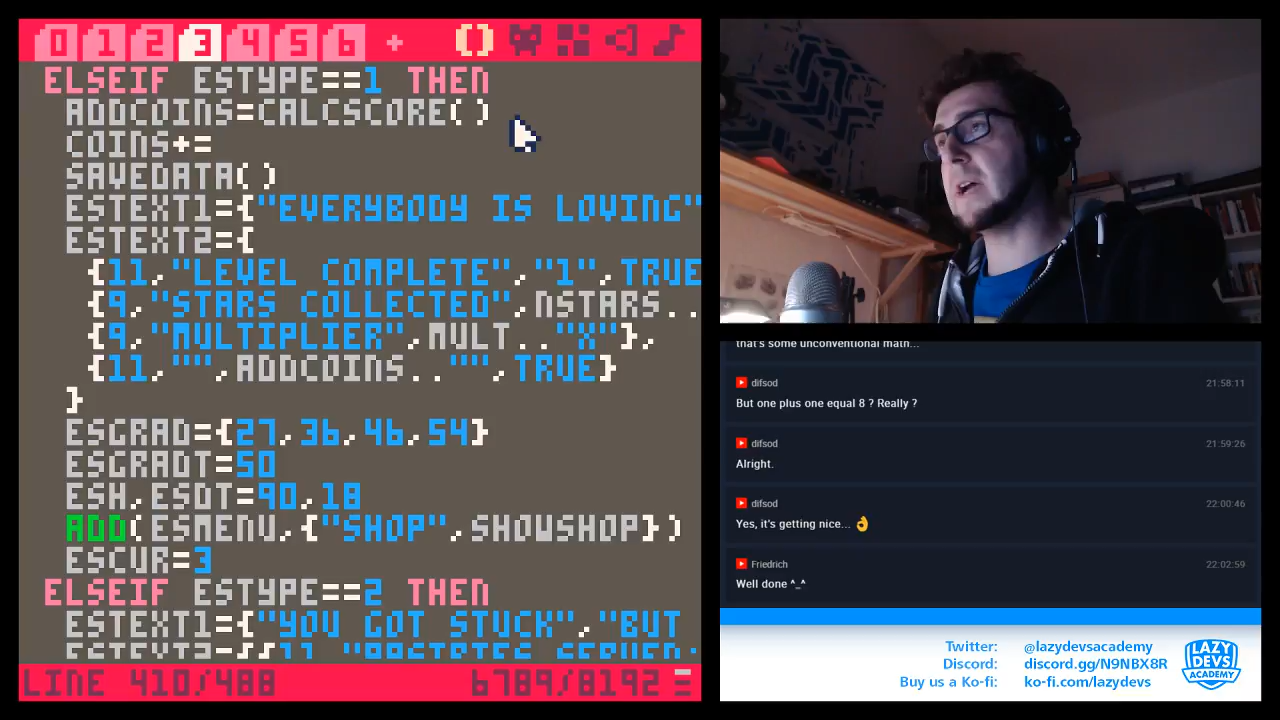 0 1 2 3 4 5 6 +
ELSEIF ESTYPE==1 THEN
ADDCOINS=CALCSCORE()
COINS+=
SAVEDATA()
ESTEXT1={"EVERYBODY IS LOVING"
ESTEXT2={
{11,"LEVEL COMPLETE","1",TRUE
{9,"STARS COLLECTED",NSTARS..
{9,"MULTIPLIER",MULT.."X"},
{11,"",ADDCOINS.."",TRUE}
}
ESGRAD={27,36,46,54}
ESGRADT=50
ESH,ESDT=90,18
ADD(ESMENU,{"SHOP",SHOWSHOP})
ESCUR=3
ELSEIF ESTYPE==2 THEN
ESTEXT1={"YOU GOT STUCK","BUT
LINE 410/488
6789/8192
that's some unconventional math...
difsod 21:58:11
But one plus one equal 8 ? Really ?
difsod 21:59:26
Alright.
difsod 22:00:46
Yes, it's getting nice... 👌
Friedrich 22:02:59
Well done ^_^
Twitter: @lazydevsacademy
Discord: discord.gg/N9NBX8R
Buy us a Ko-fi: ko-fi.com/lazydevs
LAZY
DEVS
ACADEMY